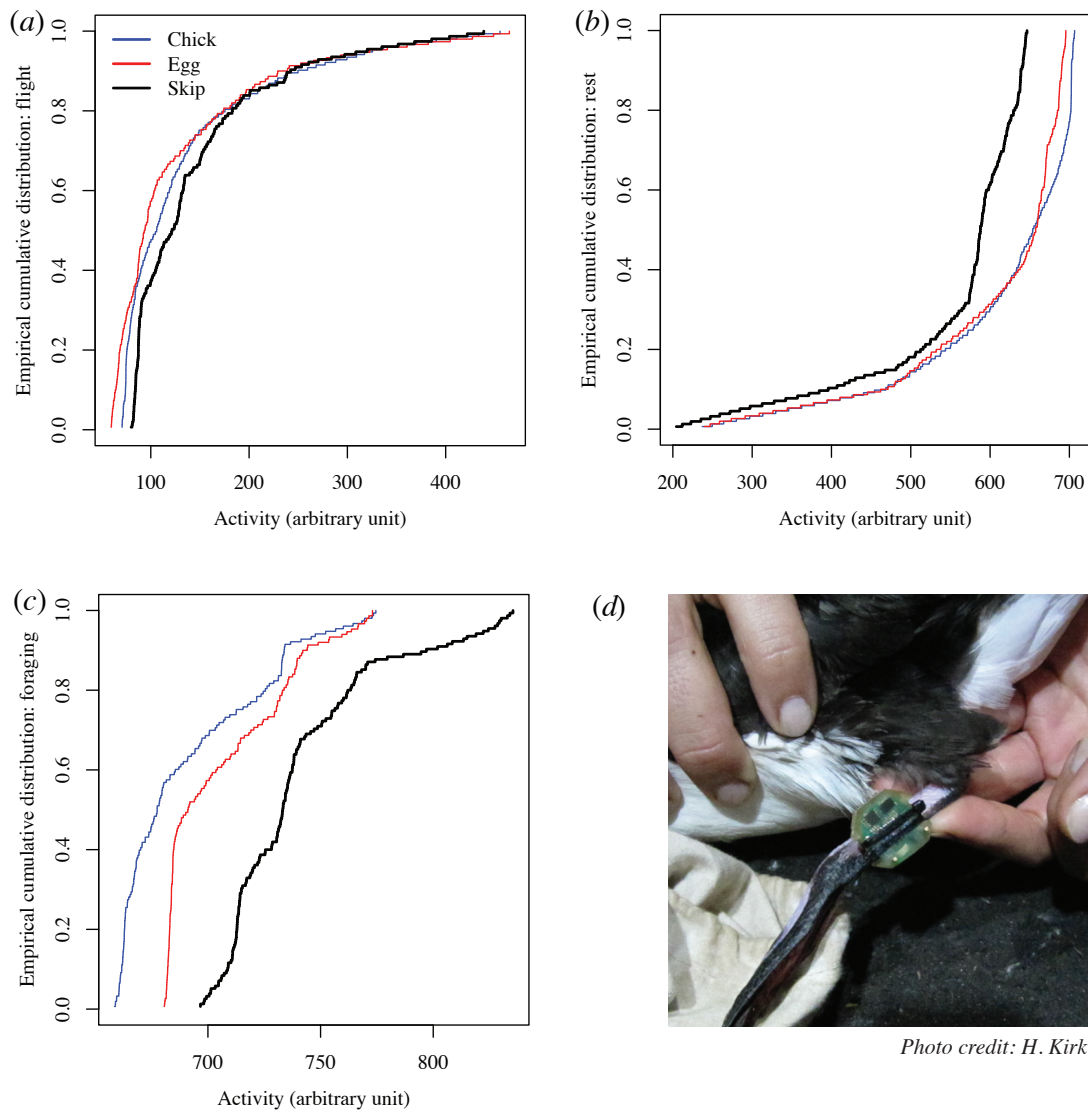 (a)
Chick
Egg
Skip
Empirical cumulative distribution: flight
0.0 0.2 0.4 0.6 0.8 1.0
100 200 300 400
Activity (arbitrary unit)
(b)
Empirical cumulative distribution: rest
0.0 0.2 0.4 0.6 0.8 1.0
200 300 400 500 600 700
Activity (arbitrary unit)
(c)
Empirical cumulative distribution: foraging
0.0 0.2 0.4 0.6 0.8 1.0
700 750 800
Activity (arbitrary unit)
(d)
Photo credit: H. Kirk